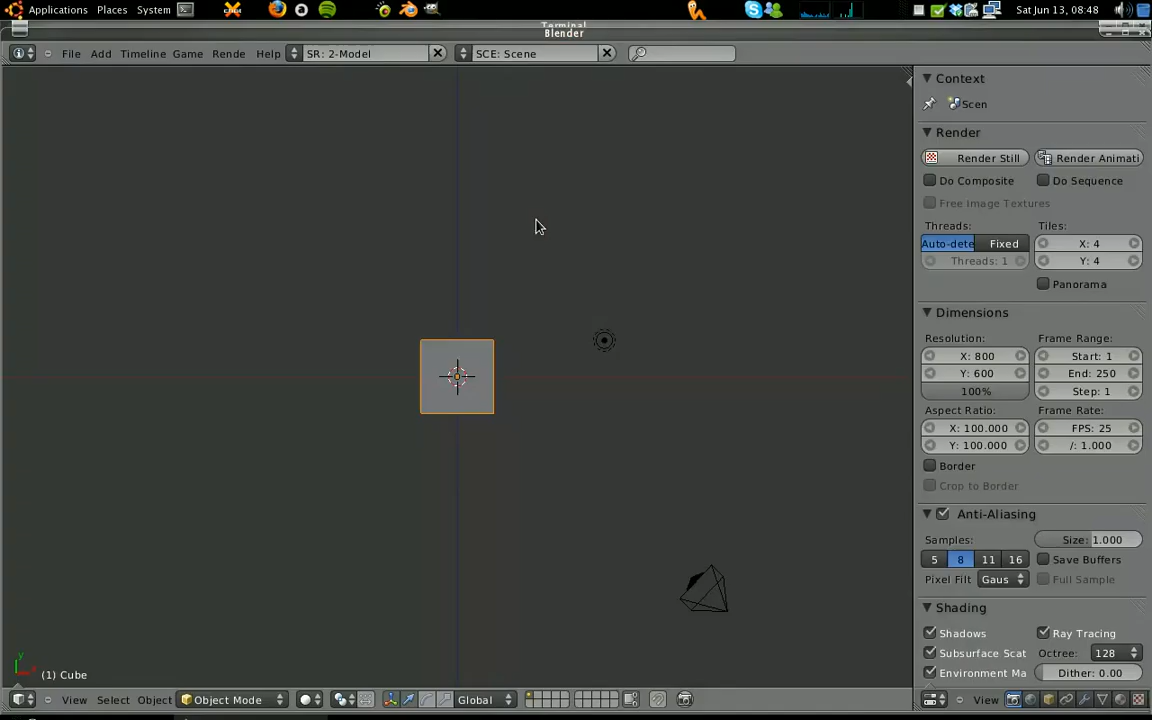 Applications Places System Sat Jun 13, 08:48
Terminal
Blender
File Add Timeline Game Rende Help SR: 2-Model SCE: Scene
Context
Scen
Render
Render Still Render Animati
Do Composite Do Sequence
Free Image Textures
Threads: Tiles:
Auto-dete Fixed X: 4
Threads: 1 Y: 4
Panorama
Dimensions
Resolution: Frame Range:
X: 800 Start: 1
Y: 600 End: 250
100% Step: 1
Aspect Ratio: Frame Rate:
X: 100.000 FPS: 25
Y: 100.000 /: 1.000
Border
Crop to Border
Anti-Aliasing
Samples: Size: 1.000
5 8 11 16 Save Buffers
Pixel Filt Gaus Full Sample
Shading
Shadows Ray Tracing
Subsurface Scat Octree: 128
Environment Ma Dither: 0.00
y
x
(1) Cube
View Select Object Object Mode Global View